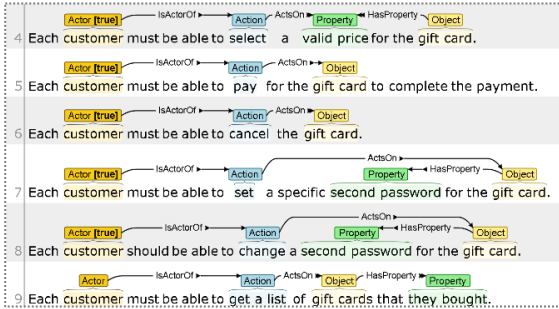 Actor [true] IsActorOf Action ActsOn Property HasProperty Object
4 Each customer must be able to select a valid price for the gift card.
Actor [true] IsActorOf Action ActsOn Object
5 Each customer must be able to pay for the gift card to complete the payment.
Actor [true] IsActorOf Action ActsOn Object
6 Each customer must be able to cancel the gift card.
ActsOn
Actor [true] IsActorOf Action Property HasProperty Object
7 Each customer must be able to set a specific second password for the gift card.
ActsOn
Actor [true] IsActorOf Action Property HasProperty Object
8 Each customer should be able to change a second password for the gift card.
Actor IsActorOf Action ActsOn Object HasProperty Property
9 Each customer must be able to get a list of gift cards that they bought.